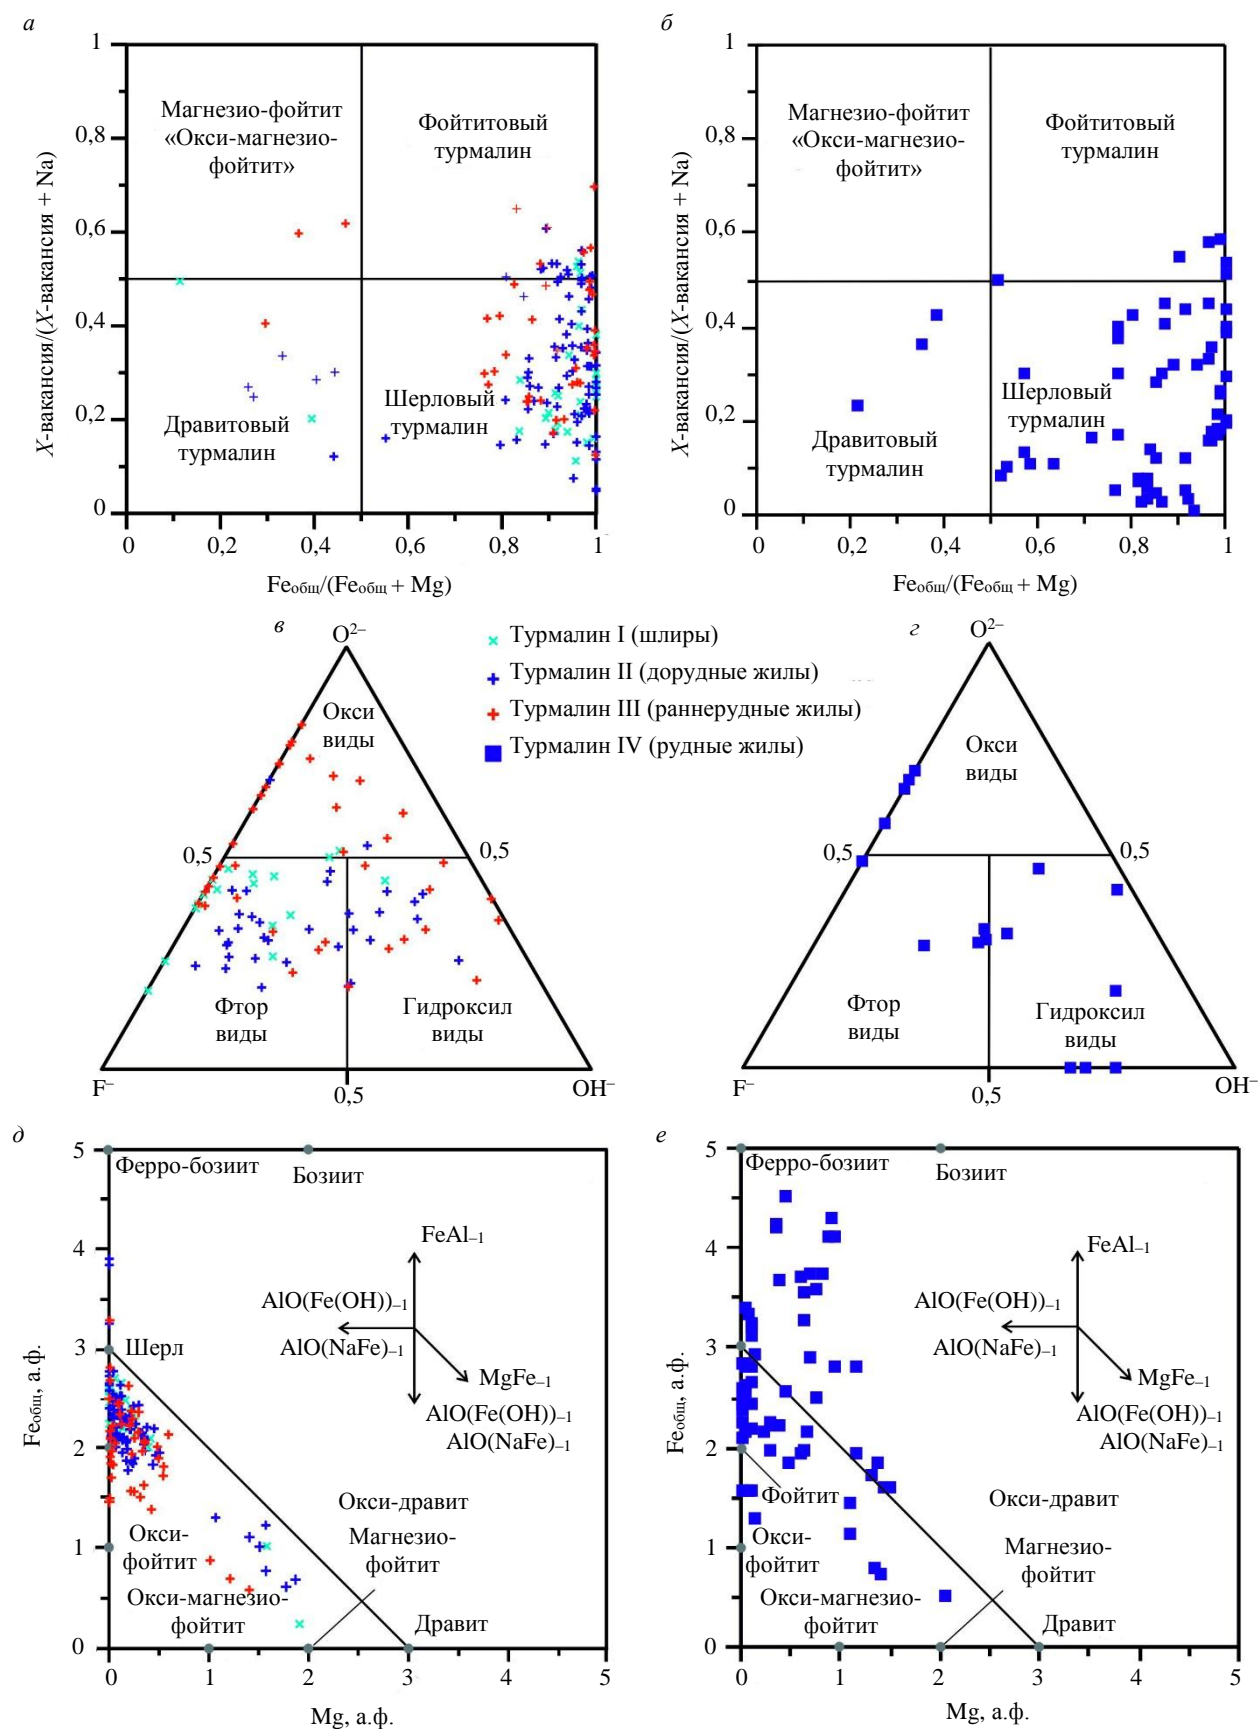 а
1
0,8
0,6
0,4
0,2
0
X-вакансия/(X-вакансия + Na)
Магнезио-фойтит
«Окси-магнезио-
фойтит»
Фойтитовый
турмалин
Дравитовый
турмалин
Шерловый
турмалин
0
0,2
0,4
0,6
0,8
1
Feобщ/(Feобщ + Mg)
б
1
0,8
0,6
0,4
0,2
0
X-вакансия/(X-вакансия + Na)
Магнезио-фойтит
«Окси-магнезио-
фойтит»
Фойтитовый
турмалин
Дравитовый
турмалин
Шерловый
турмалин
0
0,2
0,4
0,6
0,8
1
Feобщ/(Feобщ + Mg)
в
O2–
Окси
виды
0,5
0,5
Фтор
виды
Гидроксил
виды
F–
0,5
OH–
Турмалин I (шлиры)
Турмалин II (дорудные жилы)
Турмалин III (раннерудные жилы)
Турмалин IV (рудные жилы)
г
O2–
Окси
виды
0,5
0,5
Фтор
виды
Гидроксил
виды
F–
0,5
OH–
д
5
4
3
2
1
0
Feобщ, а.ф.
Ферро-бозиит
Бозиит
FeAl–1
AlO(Fe(OH))–1
AlO(NaFe)–1
MgFe–1
AlO(Fe(OH))–1
AlO(NaFe)–1
Шерл
Окси-дравит
Окси-
фойтит
Магнезио-
фойтит
Окси-магнезио-
фойтит
Дравит
0
1
2
3
4
5
Mg, а.ф.
е
5
4
3
2
1
0
Feобщ, а.ф.
Ферро-бозиит
Бозиит
FeAl–1
AlO(Fe(OH))–1
AlO(NaFe)–1
MgFe–1
AlO(Fe(OH))–1
AlO(NaFe)–1
Фойтит
Окси-дравит
Окси-
фойтит
Магнезио-
фойтит
Окси-магнезио-
фойтит
Дравит
0
1
2
3
4
5
Mg, а.ф.